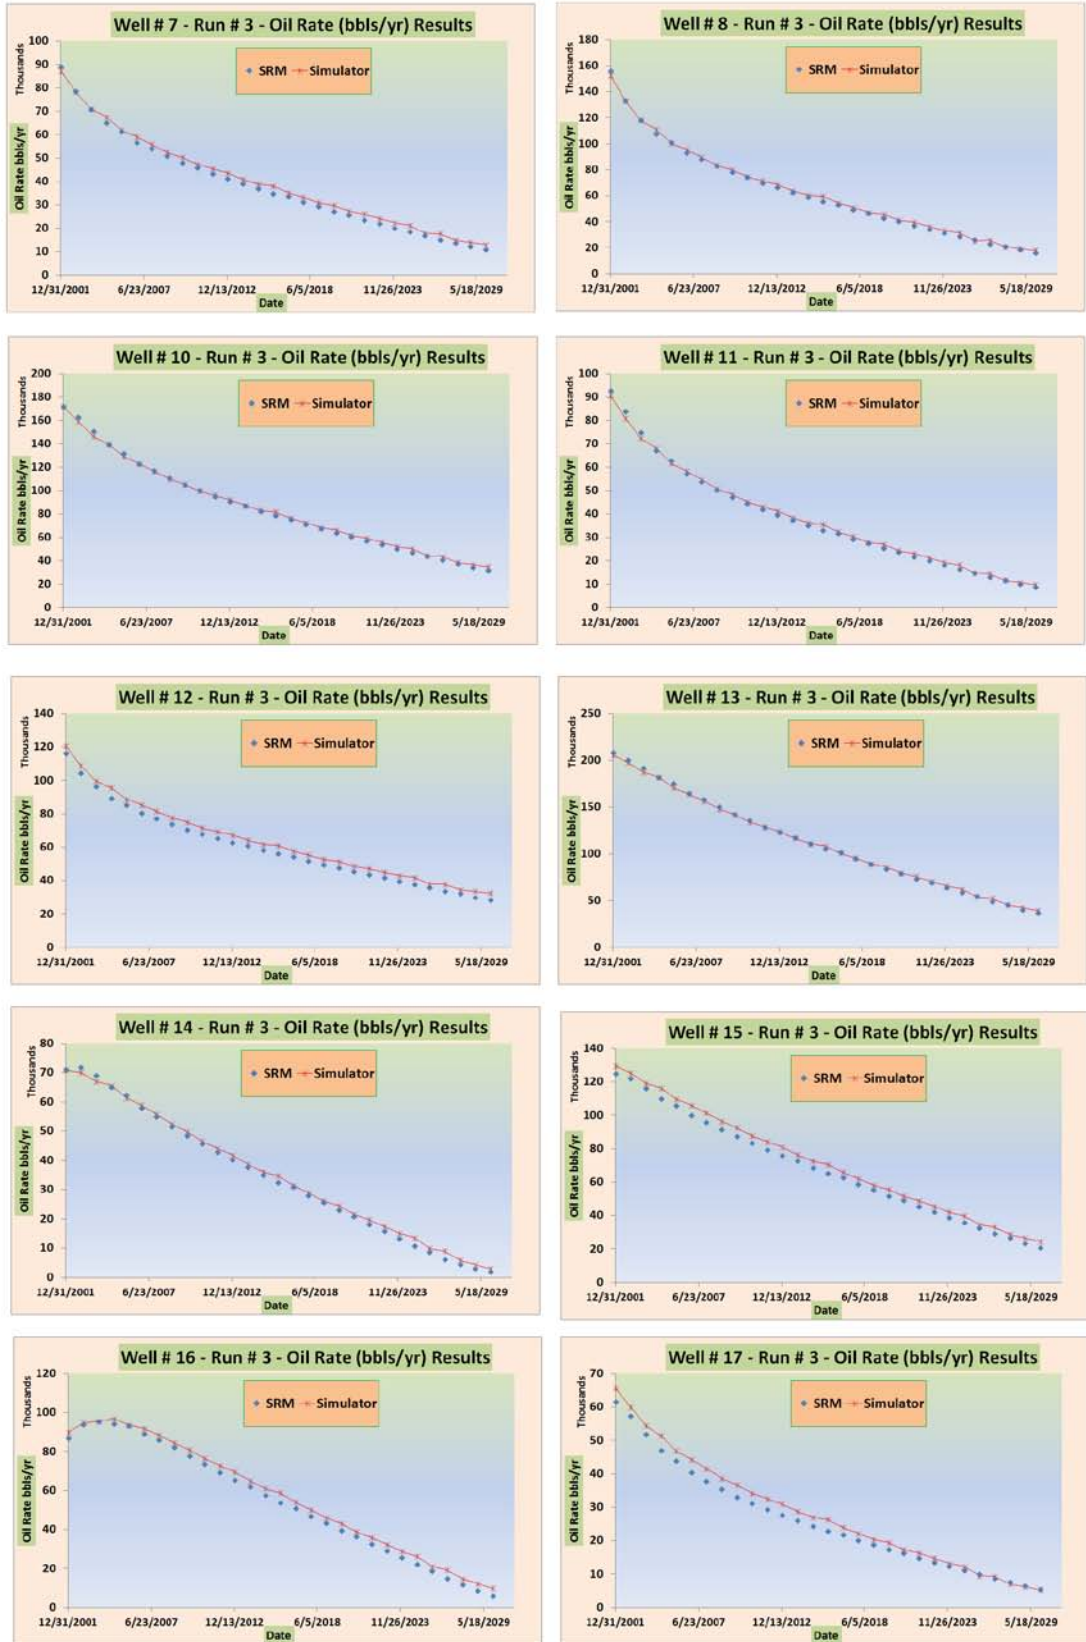 Well # 7 - Run # 3 - Oil Rate (bbls/yr) Results
Thousands
Oil Rate bbls/yr
100
90
80
70
60
50
40
30
20
10
0
SRM Simulator
12/31/2001 6/23/2007 12/13/2012 6/5/2018 11/26/2023 5/18/2029
Date
Well # 8 - Run # 3 - Oil Rate (bbls/yr) Results
Thousands
Oil Rate bbls/yr
180
160
140
120
100
80
60
40
20
0
SRM Simulator
12/31/2001 6/23/2007 12/13/2012 6/5/2018 11/26/2023 5/18/2029
Date
Well # 10 - Run # 3 - Oil Rate (bbls/yr) Results
Thousands
Oil Rate bbls/yr
200
180
160
140
120
100
80
60
40
20
0
SRM Simulator
12/31/2001 6/23/2007 12/13/2012 6/5/2018 11/26/2023 5/18/2029
Date
Well # 11 - Run # 3 - Oil Rate (bbls/yr) Results
Thousands
Oil Rate bbls/yr
100
90
80
70
60
50
40
30
20
10
0
SRM Simulator
12/31/2001 6/23/2007 12/13/2012 6/5/2018 11/26/2023 5/18/2029
Date
Well # 12 - Run # 3 - Oil Rate (bbls/yr) Results
Thousands
Oil Rate bbls/yr
140
120
100
80
60
40
20
0
SRM Simulator
12/31/2001 6/23/2007 12/13/2012 6/5/2018 11/26/2023 5/18/2029
Date
Well # 13 - Run # 3 - Oil Rate (bbls/yr) Results
Thousands
Oil Rate bbls/yr
250
200
150
100
50
0
SRM Simulator
12/31/2001 6/23/2007 12/13/2012 6/5/2018 11/26/2023 5/18/2029
Date
Well # 14 - Run # 3 - Oil Rate (bbls/yr) Results
Thousands
Oil Rate bbls/yr
80
70
60
50
40
30
20
10
0
SRM Simulator
12/31/2001 6/23/2007 12/13/2012 6/5/2018 11/26/2023 5/18/2029
Date
Well # 15 - Run # 3 - Oil Rate (bbls/yr) Results
Thousands
Oil Rate bbls/yr
140
120
100
80
60
40
20
0
SRM Simulator
12/31/2001 6/23/2007 12/13/2012 6/5/2018 11/26/2023 5/18/2029
Date
Well # 16 - Run # 3 - Oil Rate (bbls/yr) Results
Thousands
Oil Rate bbls/yr
120
100
80
60
40
20
0
SRM Simulator
12/31/2001 6/23/2007 12/13/2012 6/5/2018 11/26/2023 5/18/2029
Date
Well # 17 - Run # 3 - Oil Rate (bbls/yr) Results
Thousands
Oil Rate bbls/yr
70
60
50
40
30
20
10
0
SRM Simulator
12/31/2001 6/23/2007 12/13/2012 6/5/2018 11/26/2023 5/18/2029
Date